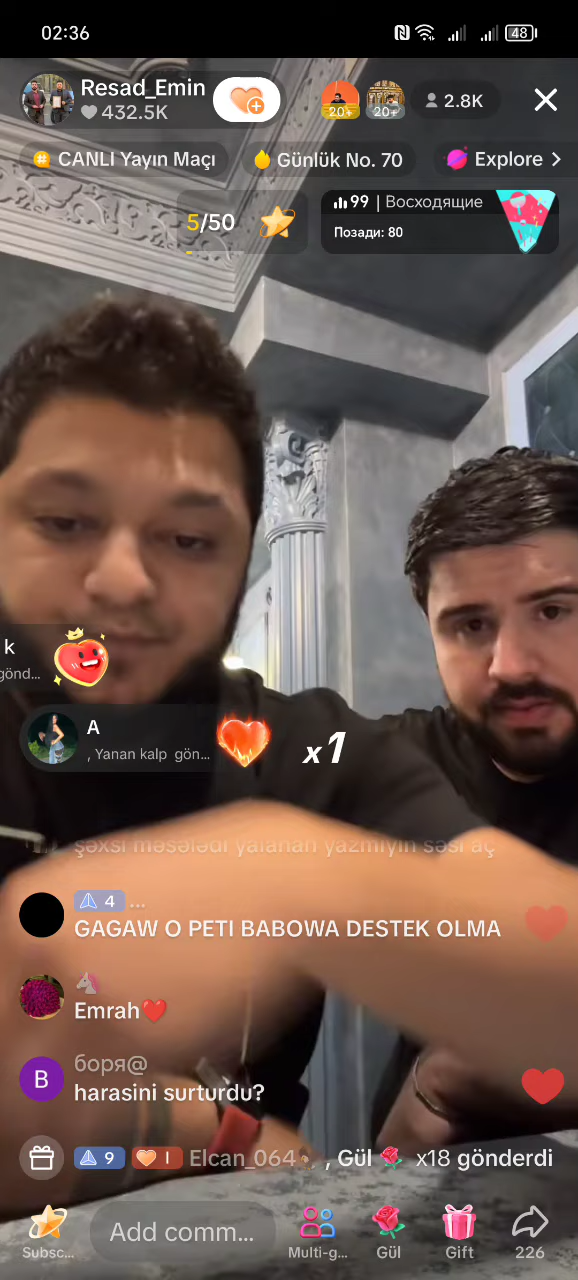 02:36
48
Resad_Emin
432.5K
20+
20+
2.8K
CANLI Yayın Maçı
Günlük No. 70
Explore >
5/50
99 | Восходящие
Позади: 80
k
gönd...
A
, Yanan kalp gön...
x1
şəxsi məsələdi yalanan yazmıyın səsi aç
4 ...
GAGAW O PETI BABOWA DESTEK OLMA
Emrah
B
боря@
harasini surturdu?
9
I
Elcan_064 , Gül x18 gönderdi
Subsc...
Add comm...
Multi-g...
Gül
Gift
226